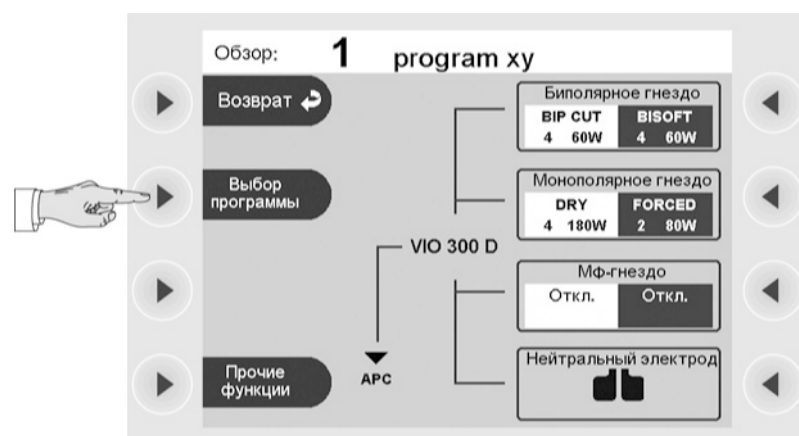 Обзор: 1 program xy
Возврат
Выбор
программы
Прочие
функции
VIO 300 D
APC
Биполярное гнездо
BIP CUT BISOFT
4 60W 4 60W
Монополярное гнездо
DRY FORCED
4 180W 2 80W
Мф-гнездо
Откл. Откл.
Нейтральный электрод